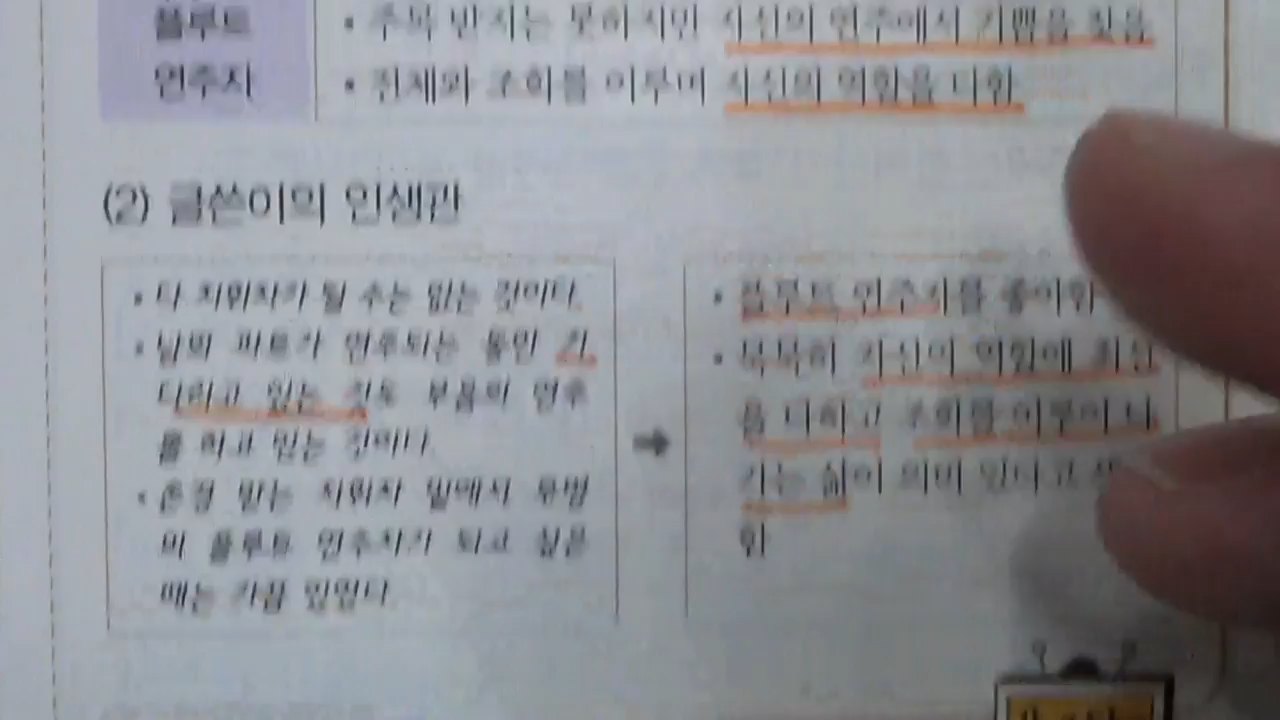 플루트 • 주목 받지는 못하지만 자신의 연주에서 기쁨을 찾음
연주자 • 전체와 조화를 이루며 자신의 역할을 다함
(2) 글쓴이의 인생관
• 다 지휘자가 될 수는 없는 것이다.
• 남의 파트가 연주되는 동안 기
다리고 있는 것도 무음의 연주
를 하고 있는 것이다.
• 존경 받는 지휘자 밑에서 무명
의 플루트 연주자가 되고 싶은
때는 가끔 있었다.
➡
• 플루트 연주자를 좋아함
• 묵묵히 자신의 역할에 최선
을 다하고 조화를 이루며 다
가는 삶이 의미 있다고
함